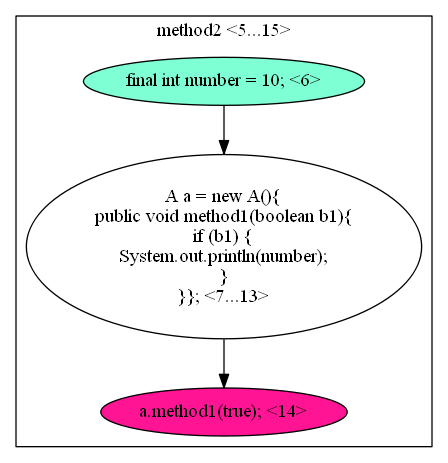 method2 <5...15>
final int number = 10; <6>
A a = new A(){
public void method1(boolean b1){
if (b1) {
System.out.println(number);
}
}}; <7...13>
a.method1(true); <14>